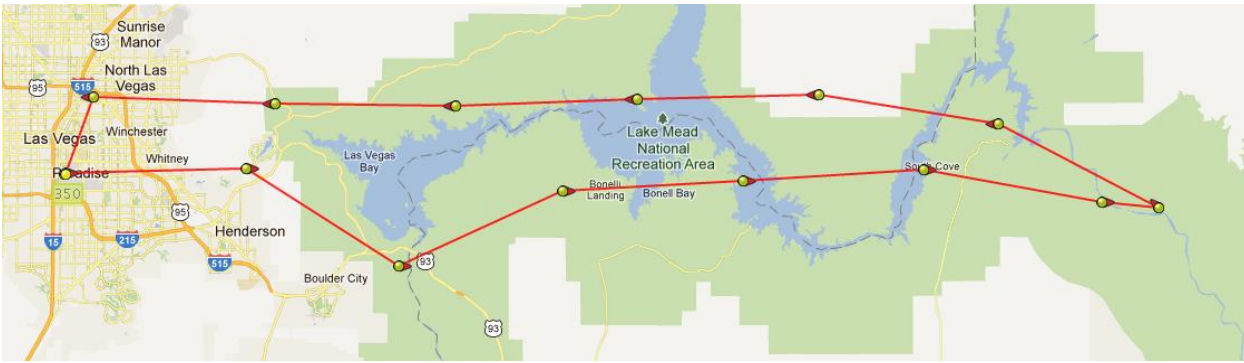 Sunrise
Manor
93
North Las
Vegas
515
95
Las Vegas
Winchester
Whitney
Paradise
350
95
15
215
Henderson
515
Boulder City
93
93
Las Vegas
Bay
Lake Mead
National
Recreation Area
Bonelli
Landing
Bonell Bay
South Cove